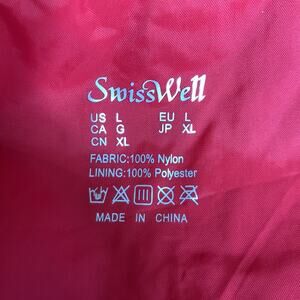 SwissWell
US L EU L
CA G JP XL
CN XL
FABRIC:100% Nylon
LINING:100% Polyester
MADE IN CHINA